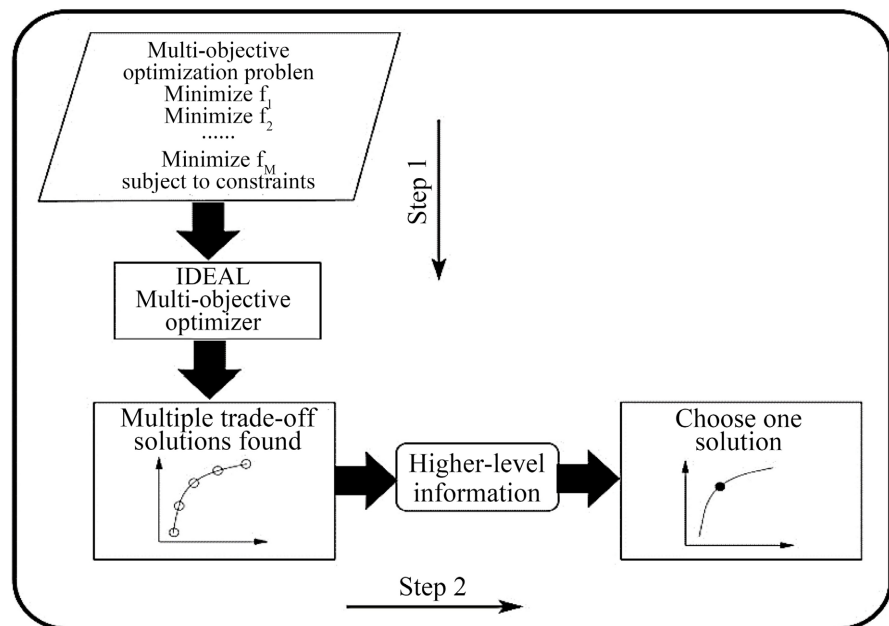 Multi-objective
optimization problen
Minimize f₁
Minimize f₂
......
Minimize f_M
subject to constraints
Step 1
IDEAL
Multi-objective
optimizer
Multiple trade-off
solutions found
Higher-level
information
Choose one
solution
Step 2